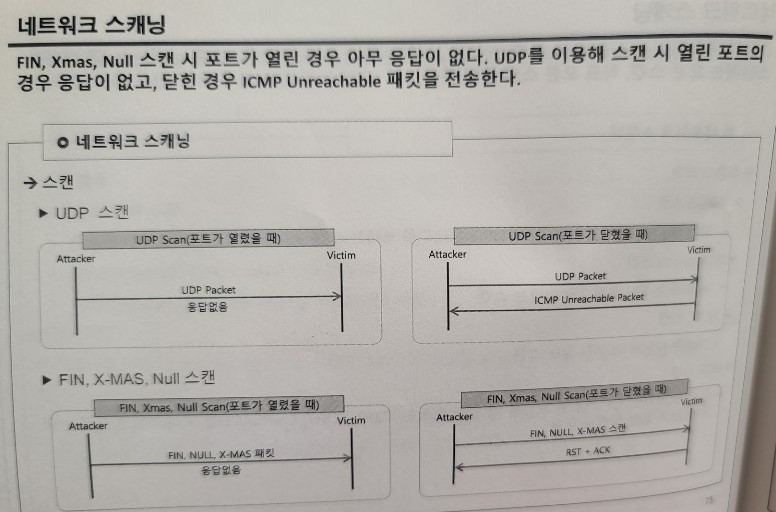 네트워크 스캐닝
FIN, Xmas, Null 스캔 시 포트가 열린 경우 아무 응답이 없다. UDP를 이용해 스캔 시 열린 포트의
경우 응답이 없고, 닫힌 경우 ICMP Unreachable 패킷을 전송한다.
네트워크 스캐닝
→ 스캔
▶ UDP 스캔
UDP Scan(포트가 열렸을 때)
Attacker
Victim
UDP Packet
응답없음
UDP Scan(포트가 닫혔을 때)
Attacker
Victim
UDP Packet
ICMP Unreachable Packet
▶ FIN, X-MAS, Null 스캔
FIN, Xmas, Null Scan(포트가 열렸을 때)
Attacker
Victim
FIN, NULL, X-MAS 패킷
응답없음
FIN, Xmas, Null Scan(포트가 닫혔을 때)
Attacker
Victim
FIN, NULL, X-MAS 스캔
RST + ACK